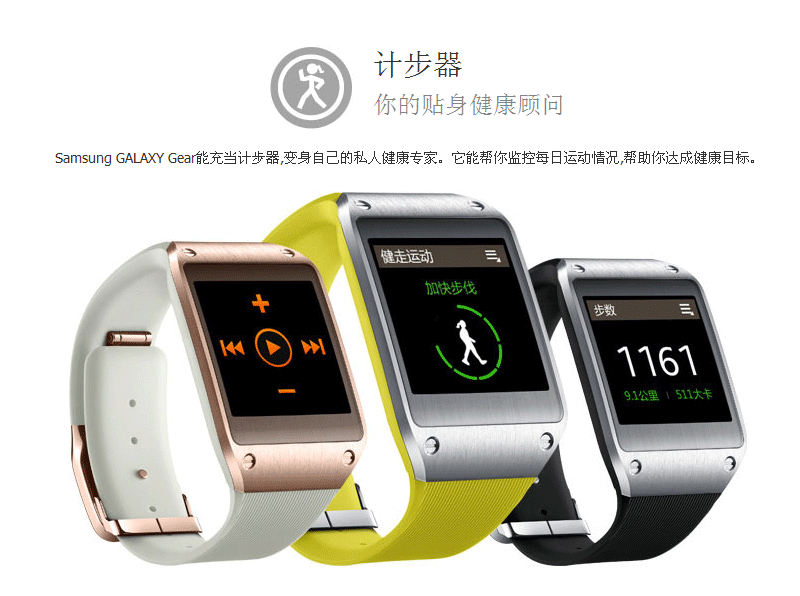 计步器
你的贴身健康顾问
Samsung GALAXY Gear能充当计步器,变身自己的私人健康专家。它能帮你监控每日运动情况,帮助你达成健康目标。
健走运动
加快步伐
步数
1161
9.1公里 | 511大卡